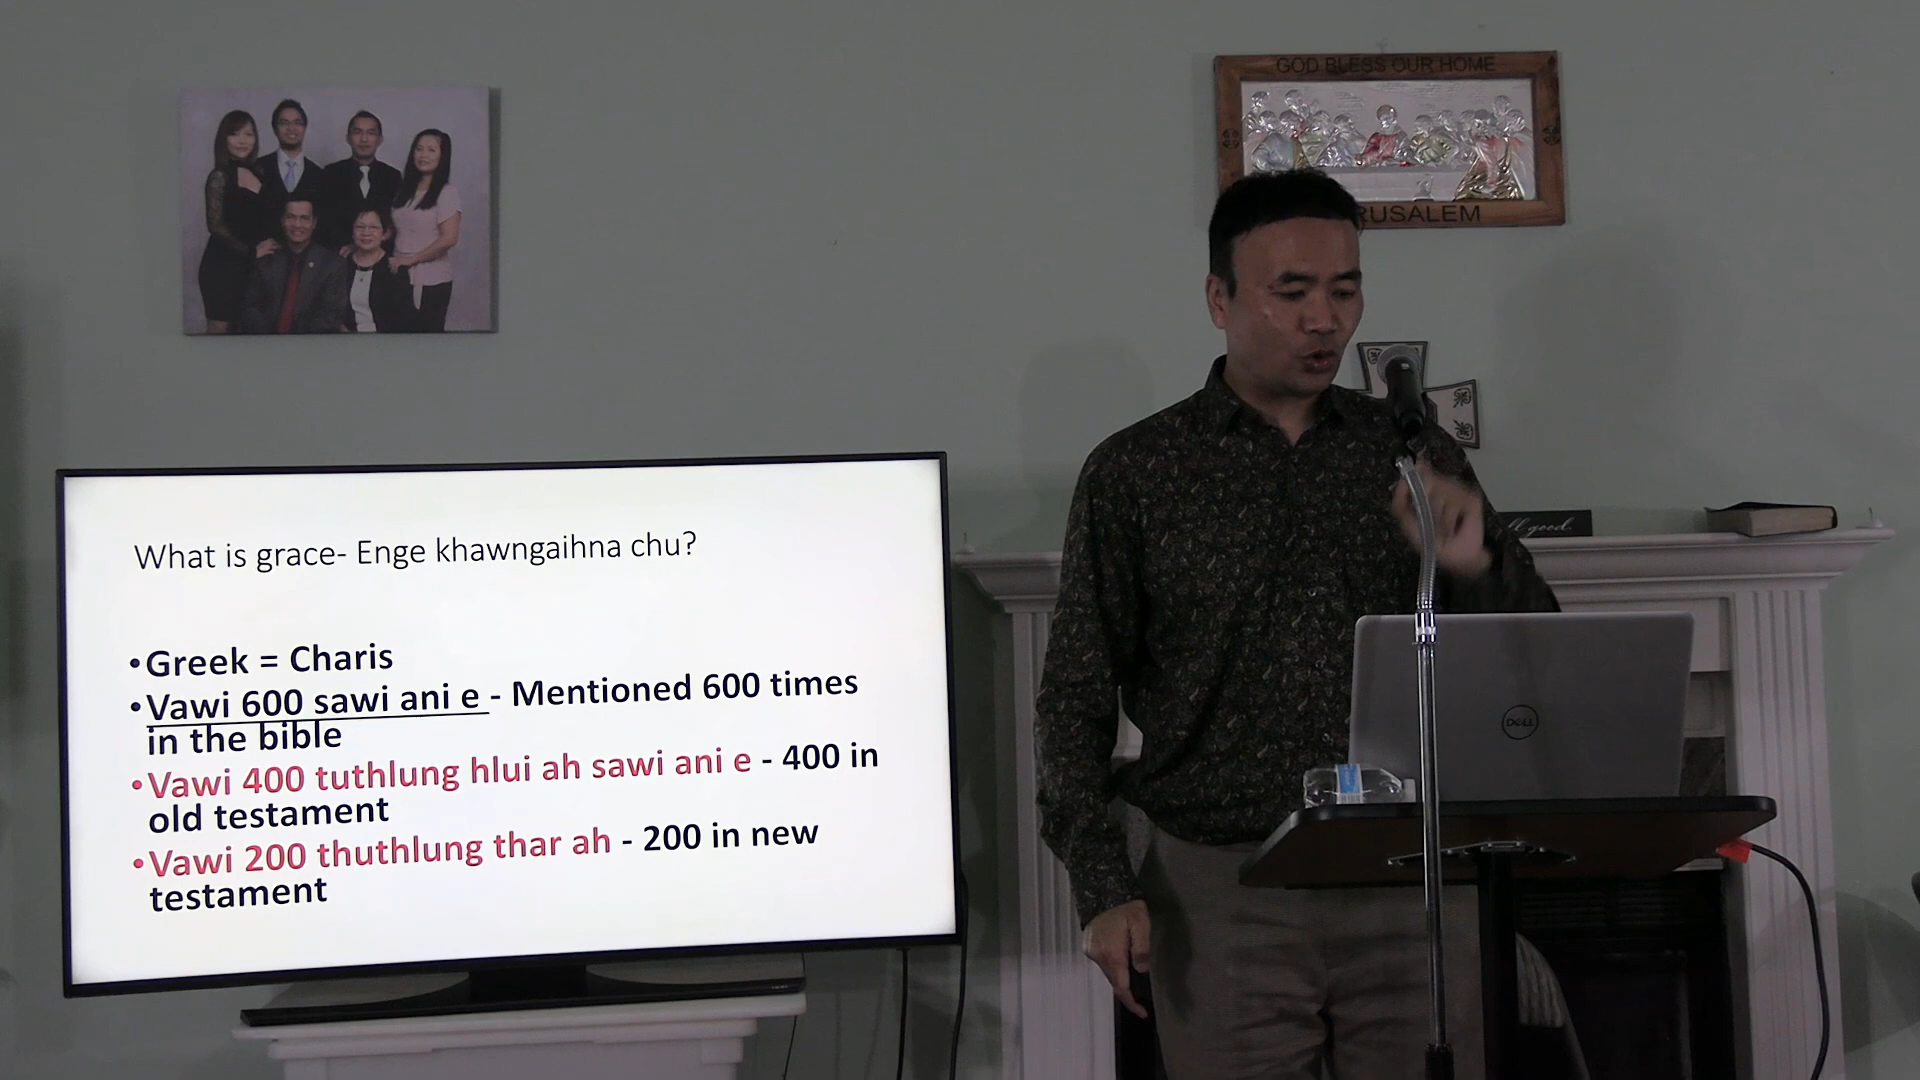 GOD BLESS OUR HOME
RUSALEM
What is grace- Enge khawngaihna chu?
•Greek = Charis
•Vawi 600 sawi ani e - Mentioned 600 times
in the bible
•Vawi 400 tuthlung hlui ah sawi ani e - 400 in
old testament
•Vawi 200 thuthlung thar ah - 200 in new
testament
ll good.
DELL